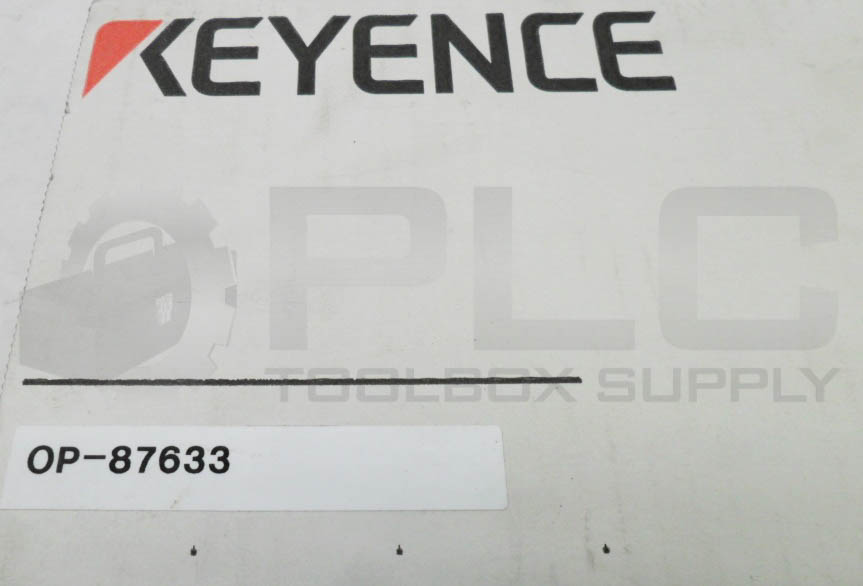 KEYENCE
PLC
TOOLBOX SUPPLY
OP-87633